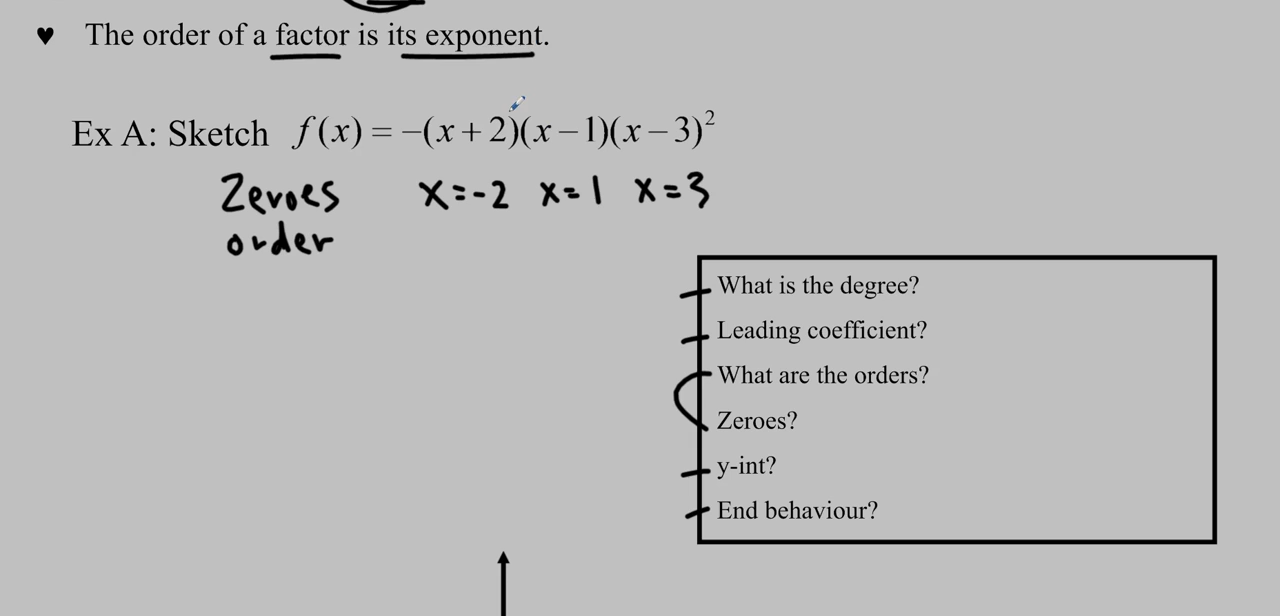 ♥ The order of a factor is its exponent.
Ex A: Sketch f(x) = −(x + 2)(x − 1)(x − 3)²
Zeroes x=-2 x=1 x=3
order
What is the degree?
Leading coefficient?
What are the orders?
Zeroes?
y-int?
End behaviour?